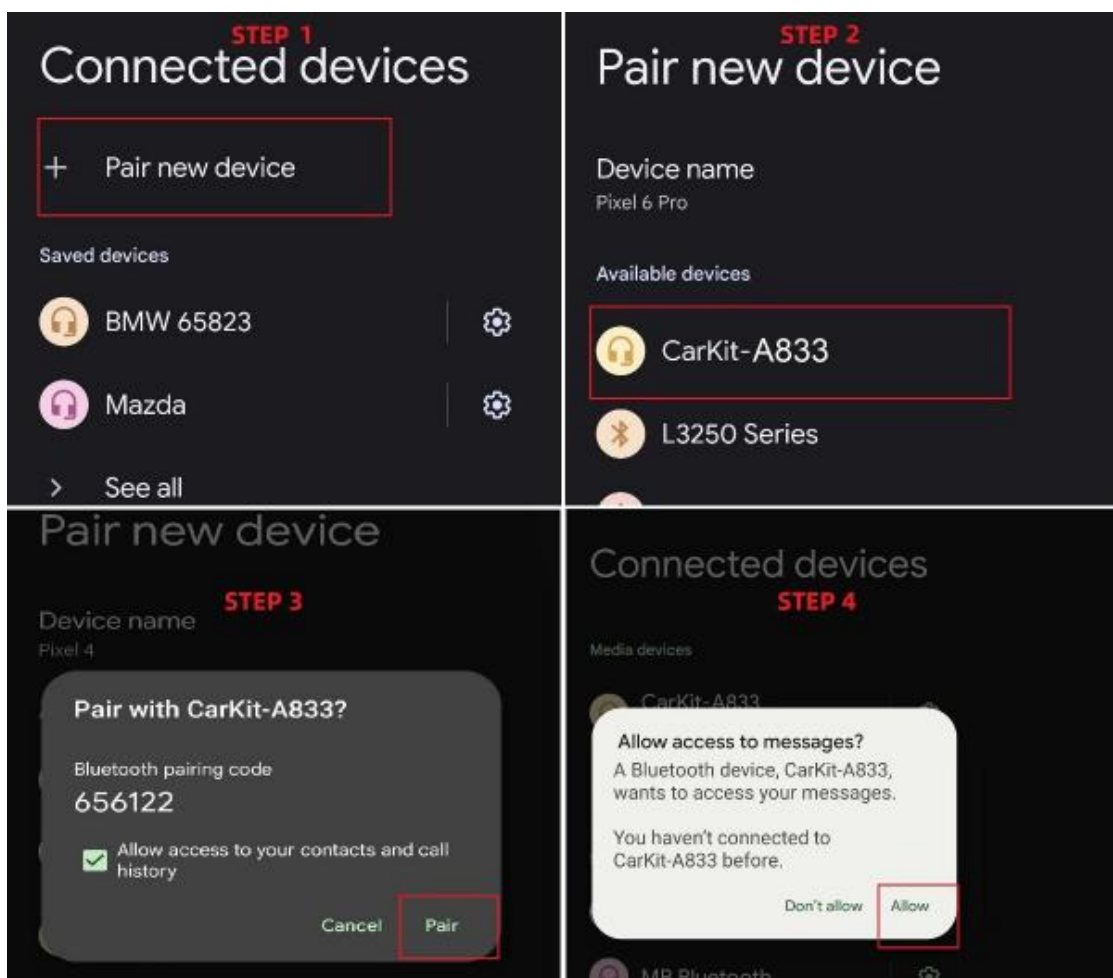 STEP 1
Connected devices
+ Pair new device
Saved devices
BMW 65823
Mazda
> See all
STEP 2
Pair new device
Device name
Pixel 6 Pro
Available devices
CarKit-A833
L3250 Series
Pair new device
STEP 3
Device name
Pixel 4
Pair with CarKit-A833?
Bluetooth pairing code
656122
Allow access to your contacts and call
history
Cancel Pair
Connected devices
STEP 4
Media devices
CarKit-A833
Allow access to messages?
A Bluetooth device, CarKit-A833,
wants to access your messages.
You haven't connected to
CarKit-A833 before.
Don't allow Allow
MB Bluetooth